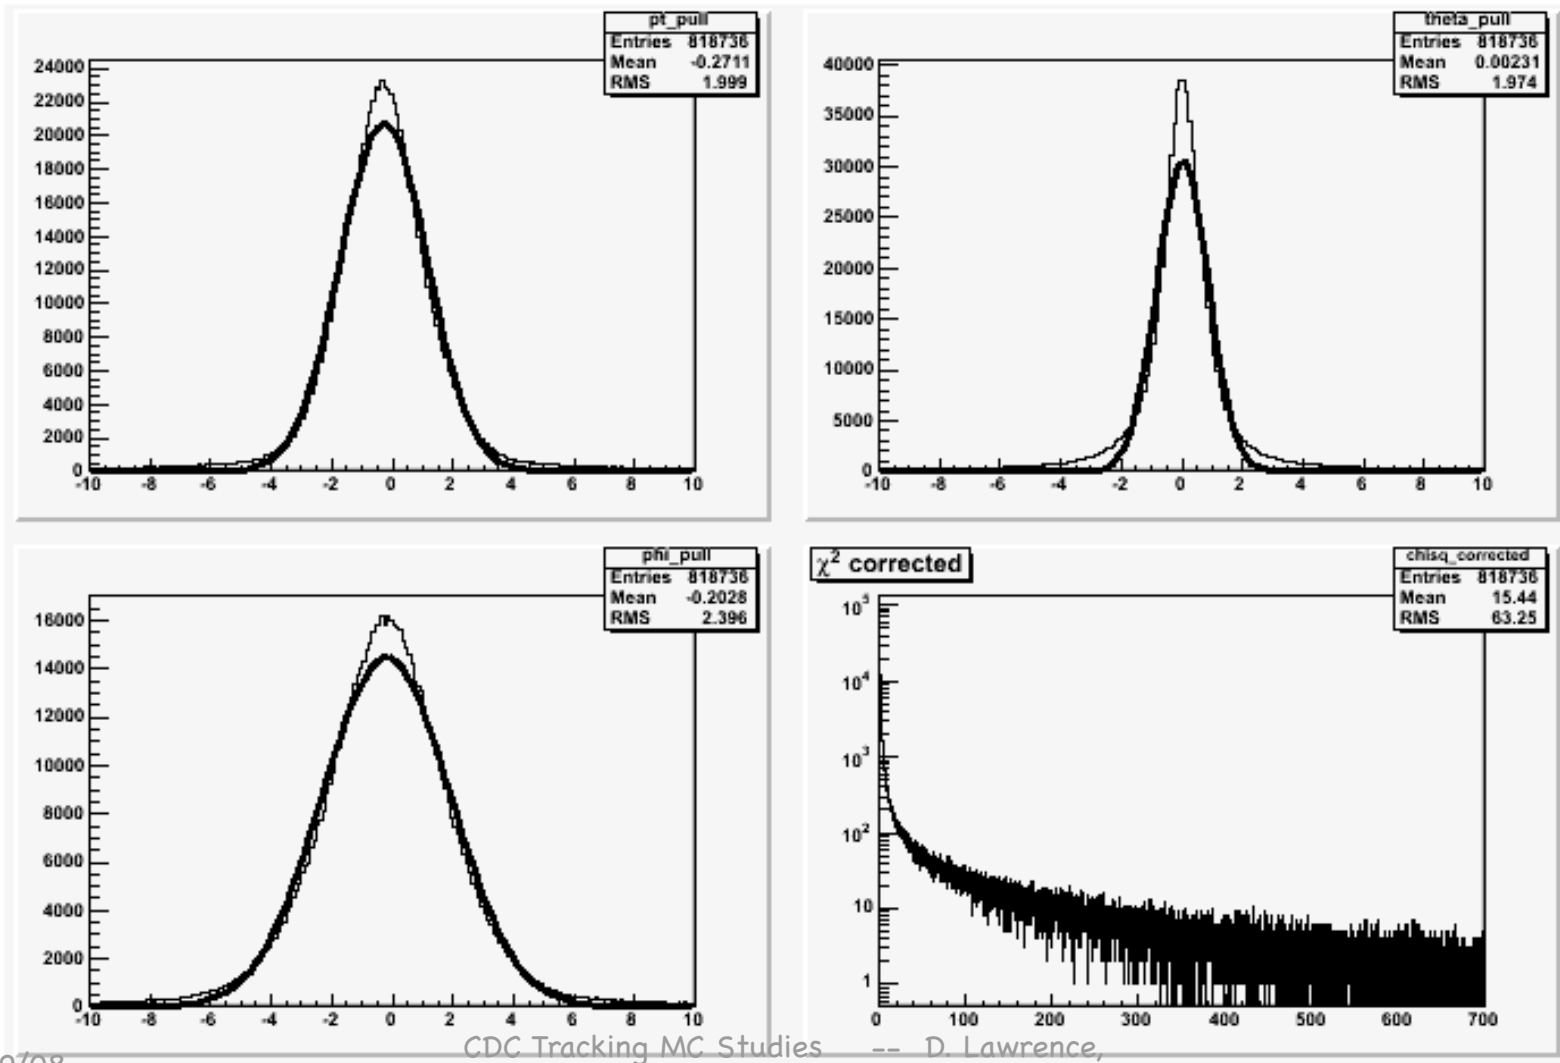 pt_pull
Entries 818736
Mean -0.2711
RMS 1.999
24000
22000
20000
18000
16000
14000
12000
10000
8000
6000
4000
2000
0
-10 -8 -6 -4 -2 0 2 4 6 8 10
theta_pull
Entries 818736
Mean 0.00231
RMS 1.974
40000
35000
30000
25000
20000
15000
10000
5000
0
-10 -8 -6 -4 -2 0 2 4 6 8 10
phi_pull
Entries 818736
Mean -0.2028
RMS 2.396
16000
14000
12000
10000
8000
6000
4000
2000
0
-10 -8 -6 -4 -2 0 2 4 6 8 10
χ² corrected
chisq_corrected
Entries 818736
Mean 15.44
RMS 63.25
10⁵
10⁴
10³
10²
10
1
0 100 200 300 400 500 600 700
CDC Tracking MC Studies -- D. Lawrence,